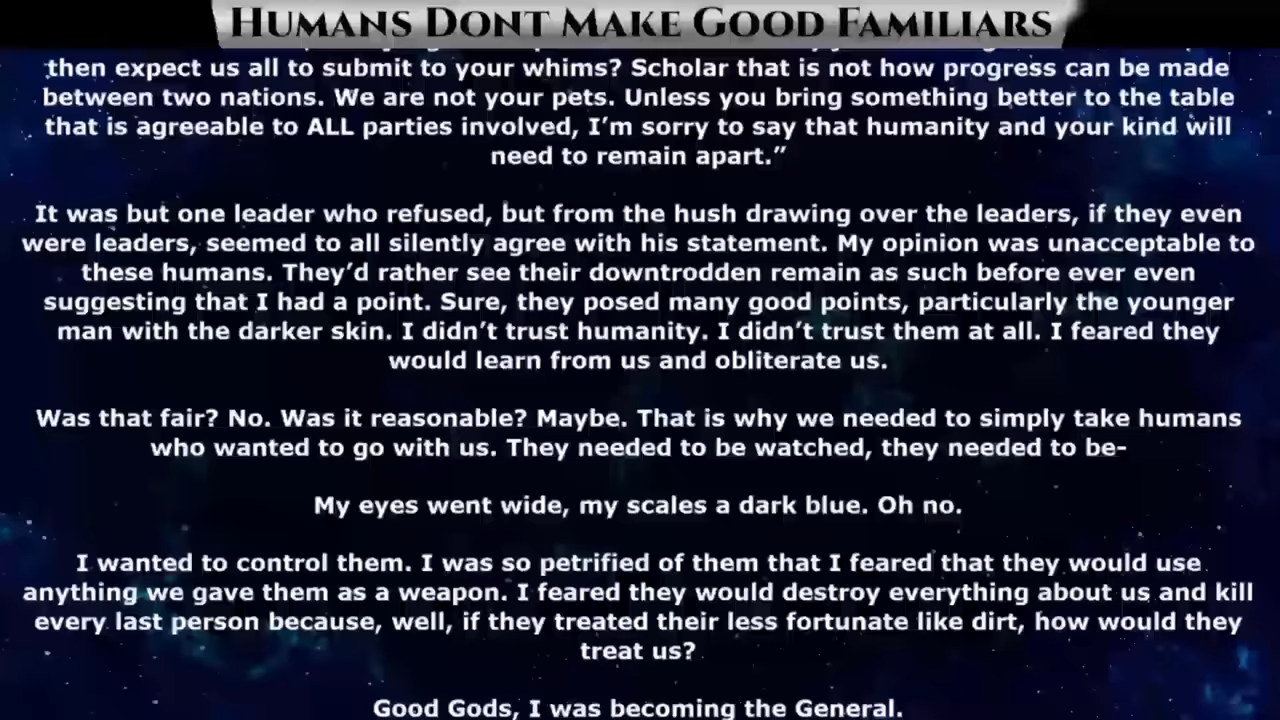 HUMANS DONT MAKE GOOD FAMILIARS
then expect us all to submit to your whims? Scholar that is not how progress can be made
between two nations. We are not your pets. Unless you bring something better to the table
that is agreeable to ALL parties involved, I’m sorry to say that humanity and your kind will
need to remain apart.”
It was but one leader who refused, but from the hush drawing over the leaders, if they even
were leaders, seemed to all silently agree with his statement. My opinion was unacceptable to
these humans. They’d rather see their downtrodden remain as such before ever even
suggesting that I had a point. Sure, they posed many good points, particularly the younger
man with the darker skin. I didn’t trust humanity. I didn’t trust them at all. I feared they
would learn from us and obliterate us.
Was that fair? No. Was it reasonable? Maybe. That is why we needed to simply take humans
who wanted to go with us. They needed to be watched, they needed to be-
My eyes went wide, my scales a dark blue. Oh no.
I wanted to control them. I was so petrified of them that I feared that they would use
anything we gave them as a weapon. I feared they would destroy everything about us and kill
every last person because, well, if they treated their less fortunate like dirt, how would they
treat us?
Good Gods, I was becoming the General.